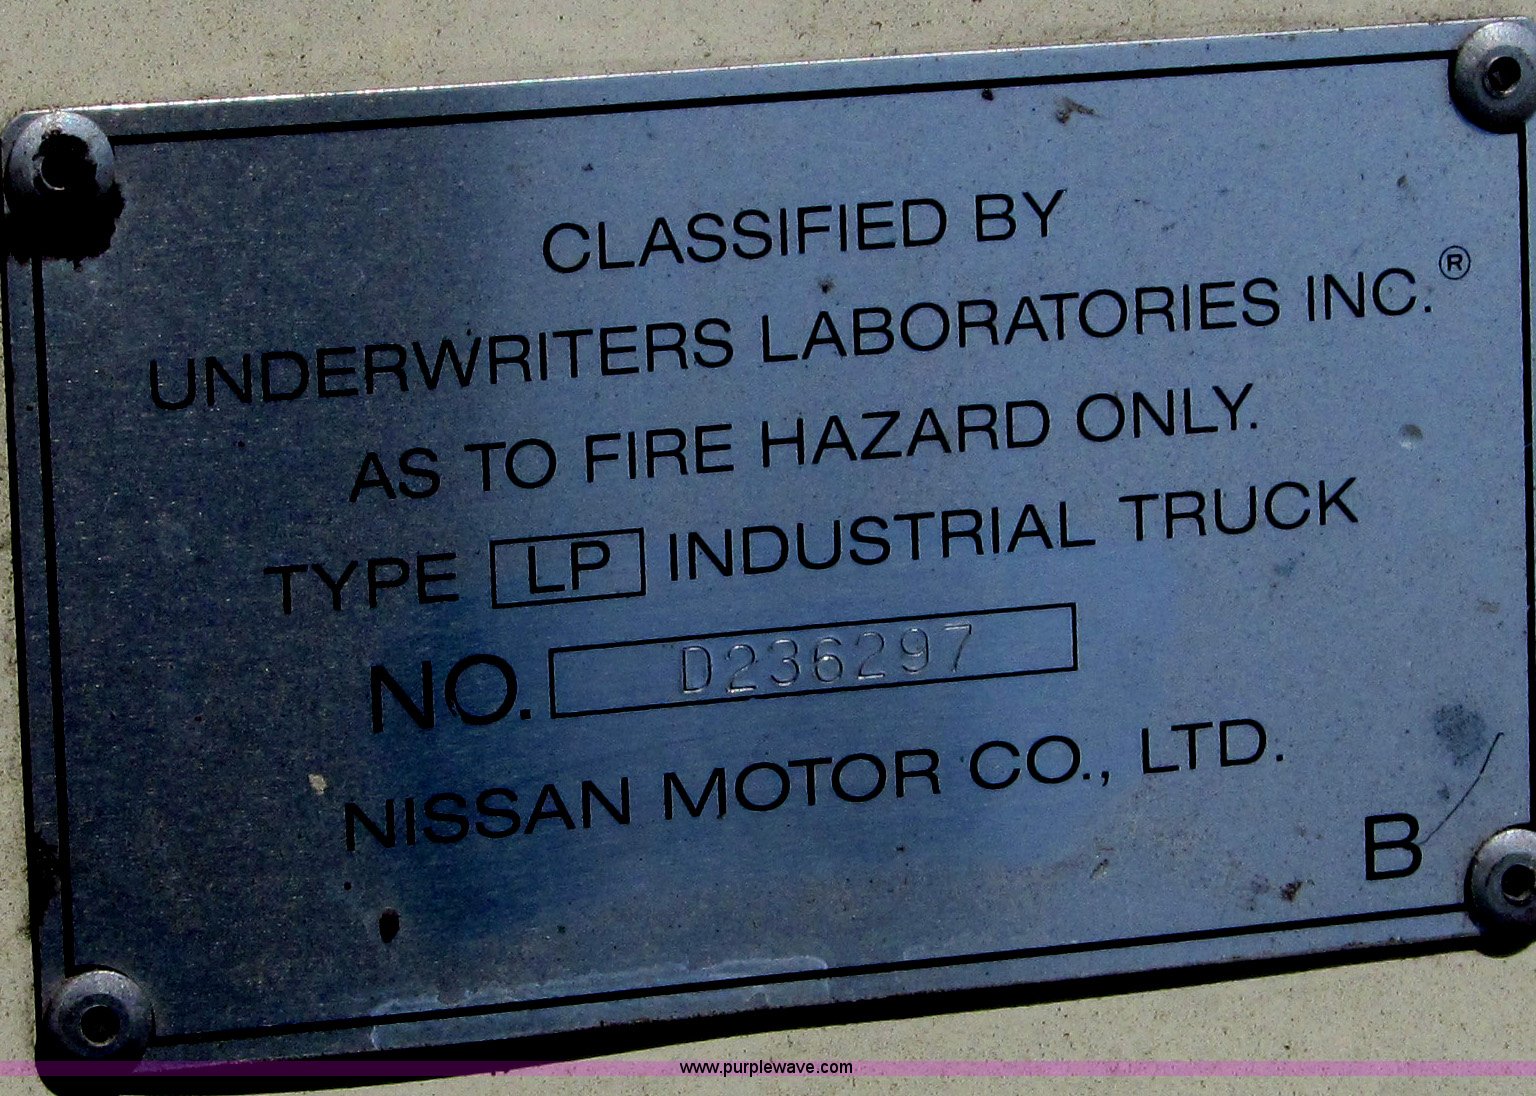 CLASSIFIED BY
UNDERWRITERS LABORATORIES INC.®
AS TO FIRE HAZARD ONLY.
TYPE LP INDUSTRIAL TRUCK
NO. D236297
NISSAN MOTOR CO., LTD.
B
www.purplewave.com